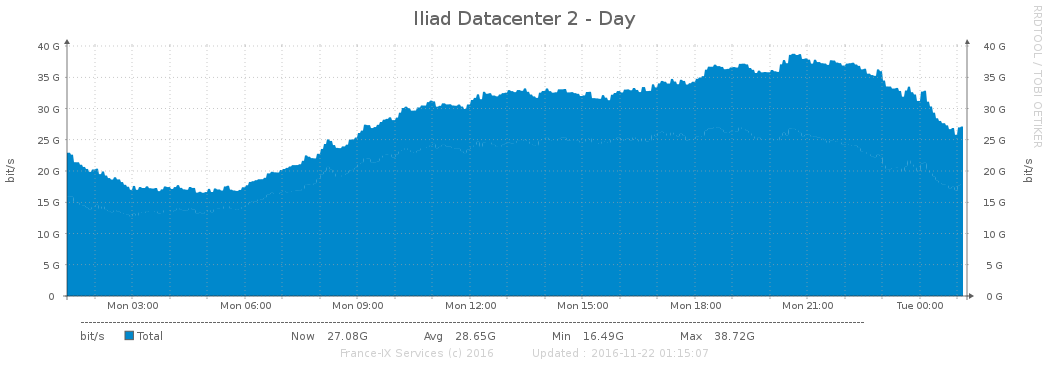 Iliad Datacenter 2 - Day
RRDTOOL / TOBI OETIKER
bit/s
40 G 40 G
35 G 35 G
30 G 30 G
25 G 25 G
20 G 20 G
15 G 15 G
10 G 10 G
5 G 5 G
0 0 G
bit/s
Mon 03:00 Mon 06:00 Mon 09:00 Mon 12:00 Mon 15:00 Mon 18:00 Mon 21:00 Tue 00:00
bit/s Total Now 27.08G Avg 28.65G Min 16.49G Max 38.72G
France-IX Services (c) 2016 Updated : 2016-11-22 01:15:07